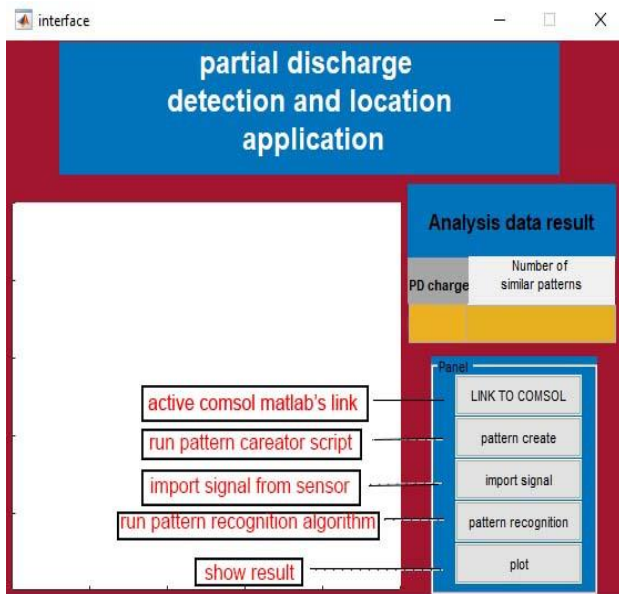 interface
partial discharge
detection and location
application
Analysis data result
PD charge
Number of
similar patterns
Panel
active comsol matlab's link
LINK TO COMSOL
run pattern careator script
pattern create
import signal from sensor
import signal
run pattern recognition algorithm
pattern recognition
show result
plot